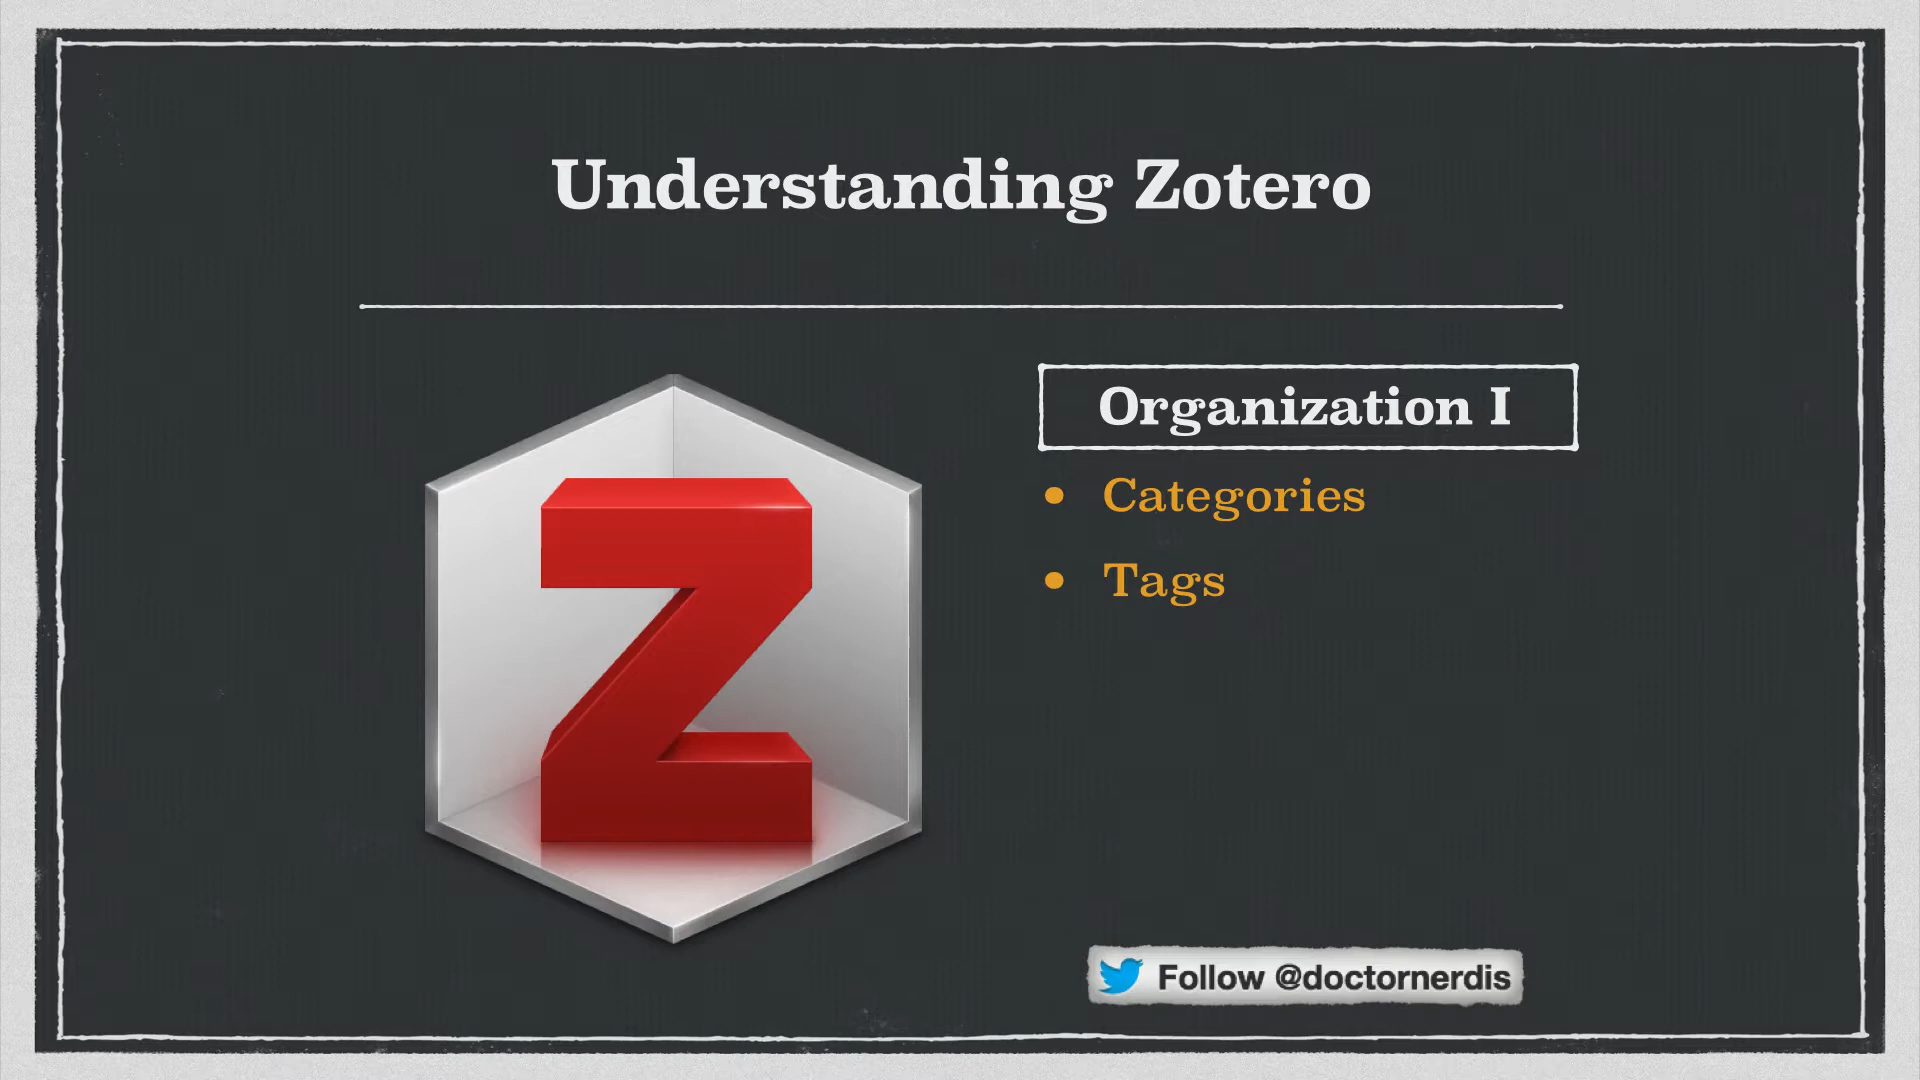 Understanding Zotero
Organization I
• Categories
• Tags
Z
Follow @doctornerdis